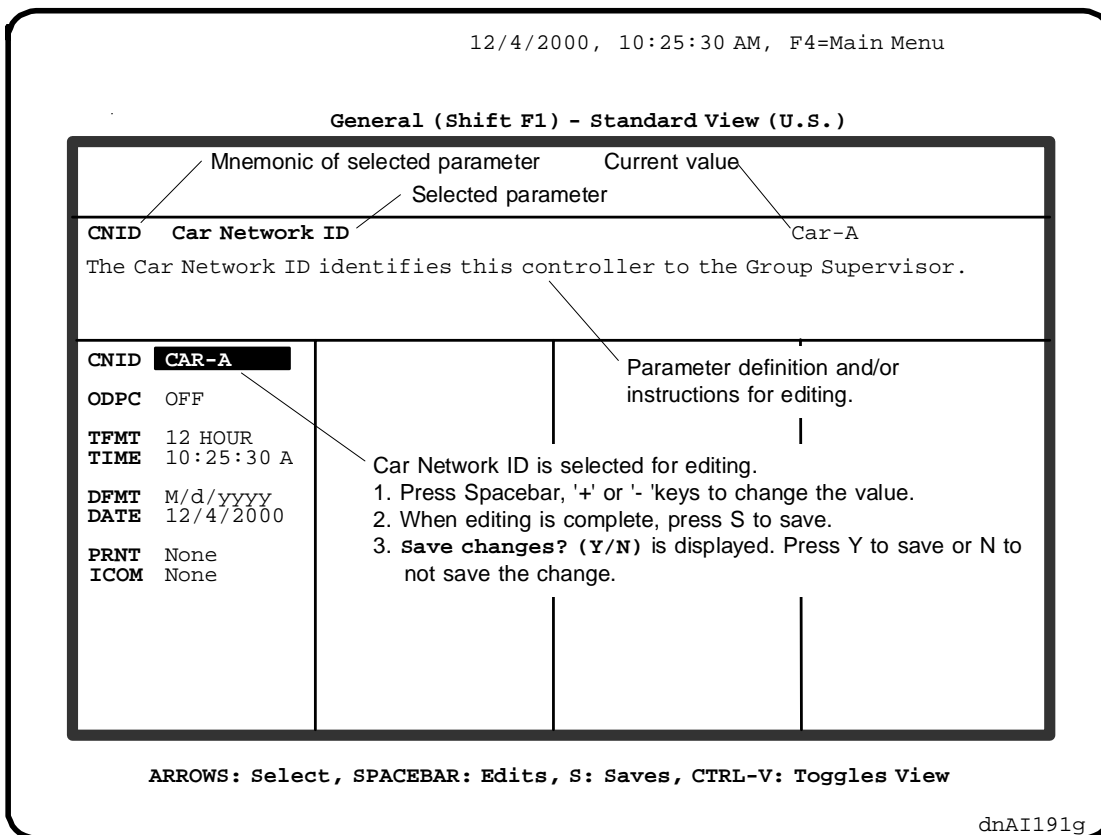 12/4/2000, 10:25:30 AM, F4=Main Menu
General (Shift F1) - Standard View (U.S.)
Mnemonic of selected parameter Current value
Selected parameter
CNID Car Network ID Car-A
The Car Network ID identifies this controller to the Group Supervisor.
CNID CAR-A
Parameter definition and/or
instructions for editing.
ODPC OFF
TFMT 12 HOUR
TIME 10:25:30 A
DFMT M/d/yyyy
DATE 12/4/2000
PRNT None
ICOM None
Car Network ID is selected for editing.
1. Press Spacebar, '+' or '- 'keys to change the value.
2. When editing is complete, press S to save.
3. Save changes? (Y/N) is displayed. Press Y to save or N to
not save the change.
ARROWS: Select, SPACEBAR: Edits, S: Saves, CTRL-V: Toggles View
dnAI191g